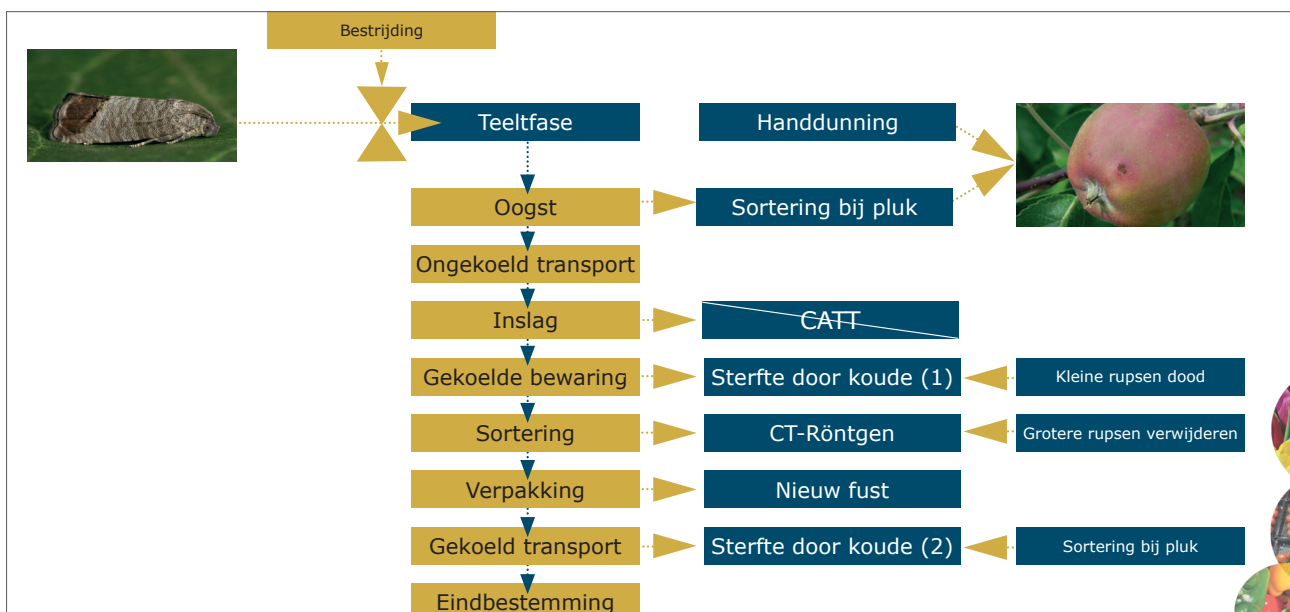 Bestrijding
Teeltfase
Handdunning
Oogst
Sortering bij pluk
Ongekoeld transport
Inslag
CATT
Gekoelde bewaring
Sterfte door koude (1)
Kleine rupsen dood
Sortering
CT-Röntgen
Grotere rupsen verwijderen
Verpakking
Nieuw fust
Gekoeld transport
Sterfte door koude (2)
Sortering bij pluk
Eindbestemming